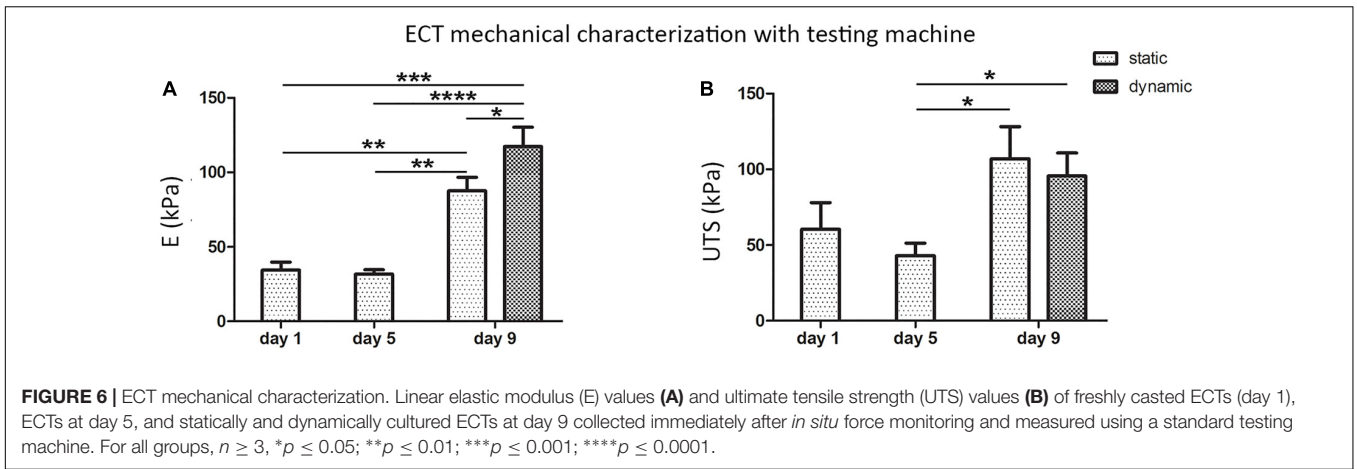 ECT mechanical characterization with testing machine
static
dynamic
A
***
****
*
**
**
150
100
50
0
E (kPa)
day 1
day 5
day 9
B
*
*
150
100
50
0
UTS (kPa)
day 1
day 5
day 9
FIGURE 6 | ECT mechanical characterization. Linear elastic modulus (E) values (A) and ultimate tensile strength (UTS) values (B) of freshly casted ECTs (day 1),
ECTs at day 5, and statically and dynamically cultured ECTs at day 9 collected immediately after in situ force monitoring and measured using a standard testing
machine. For all groups, n ≥ 3, *p ≤ 0.05; **p ≤ 0.01; ***p ≤ 0.001; ****p ≤ 0.0001.